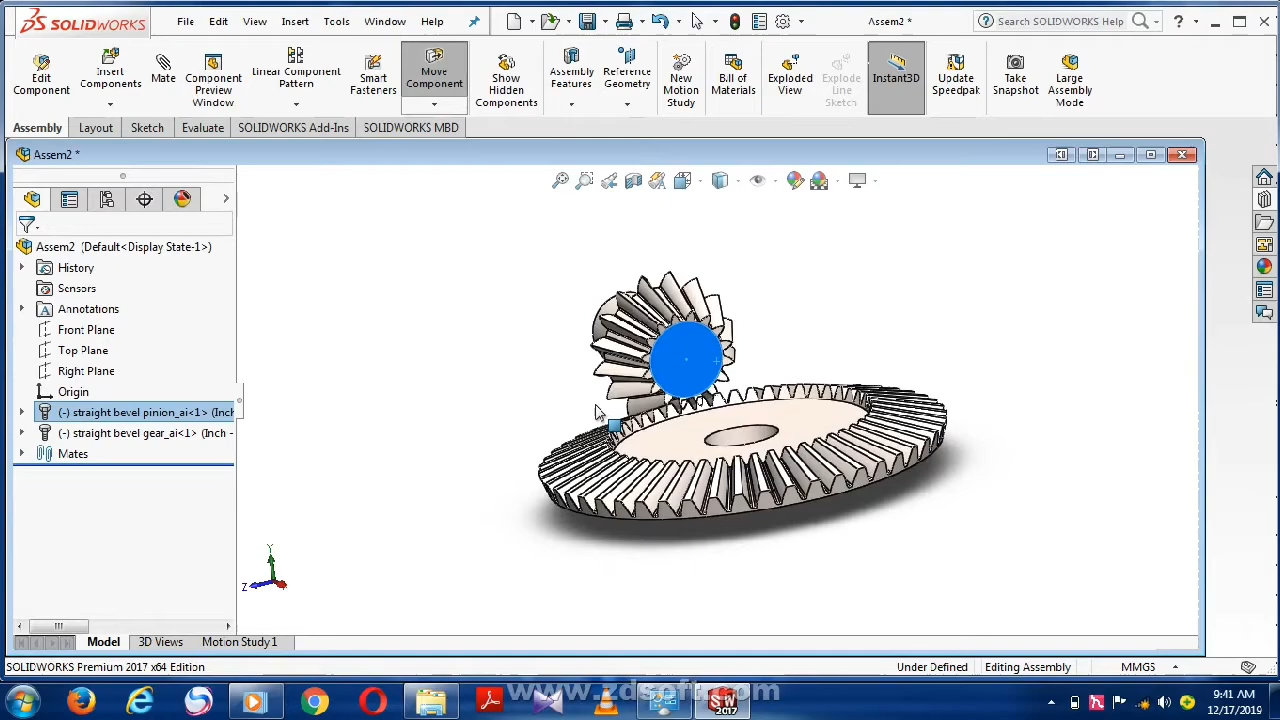 SOLIDWORKS
File Edit View Insert Tools Window Help
Assem2 *
Search SOLIDWORKS Help
Edit Component
Insert Components
Mate
Component Preview Window
Linear Component Pattern
Smart Fasteners
Move Component
Show Hidden Components
Assembly Features
Reference Geometry
New Motion Study
Bill of Materials
Exploded View
Explode Line Sketch
Instant3D
Update Speedpak
Take Snapshot
Large Assembly Mode
Assembly Layout Sketch Evaluate SOLIDWORKS Add-Ins SOLIDWORKS MBD
Assem2 *
Assem2 (Default<Display State-1>)
History
Sensors
Annotations
Front Plane
Top Plane
Right Plane
Origin
(-) straight bevel pinion_ai<1> (Inch
(-) straight bevel gear_ai<1> (Inch -
Mates
Y
Z
Model 3D Views Motion Study 1
SOLIDWORKS Premium 2017 x64 Edition
Under Defined Editing Assembly MMGS
www.zdsoft.com
SW 2017
9:41 AM
12/17/2019